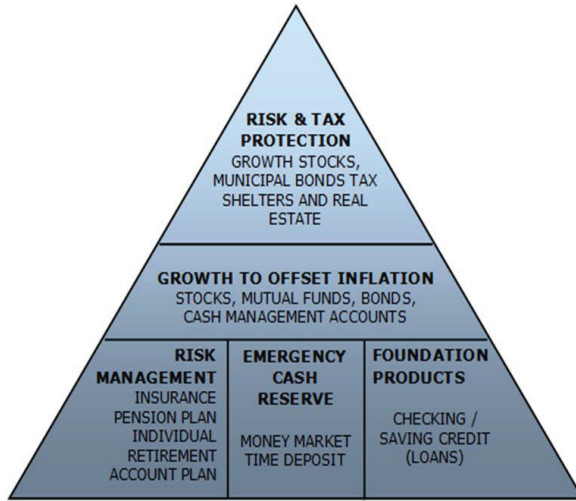 RISK & TAX
PROTECTION
GROWTH STOCKS,
MUNICIPAL BONDS TAX
SHELTERS AND REAL
ESTATE
GROWTH TO OFFSET INFLATION
STOCKS, MUTUAL FUNDS, BONDS,
CASH MANAGEMENT ACCOUNTS
RISK
MANAGEMENT
INSURANCE
PENSION PLAN
INDIVIDUAL
RETIREMENT
ACCOUNT PLAN
EMERGENCY
CASH
RESERVE
MONEY MARKET
TIME DEPOSIT
FOUNDATION
PRODUCTS
CHECKING /
SAVING CREDIT
(LOANS)